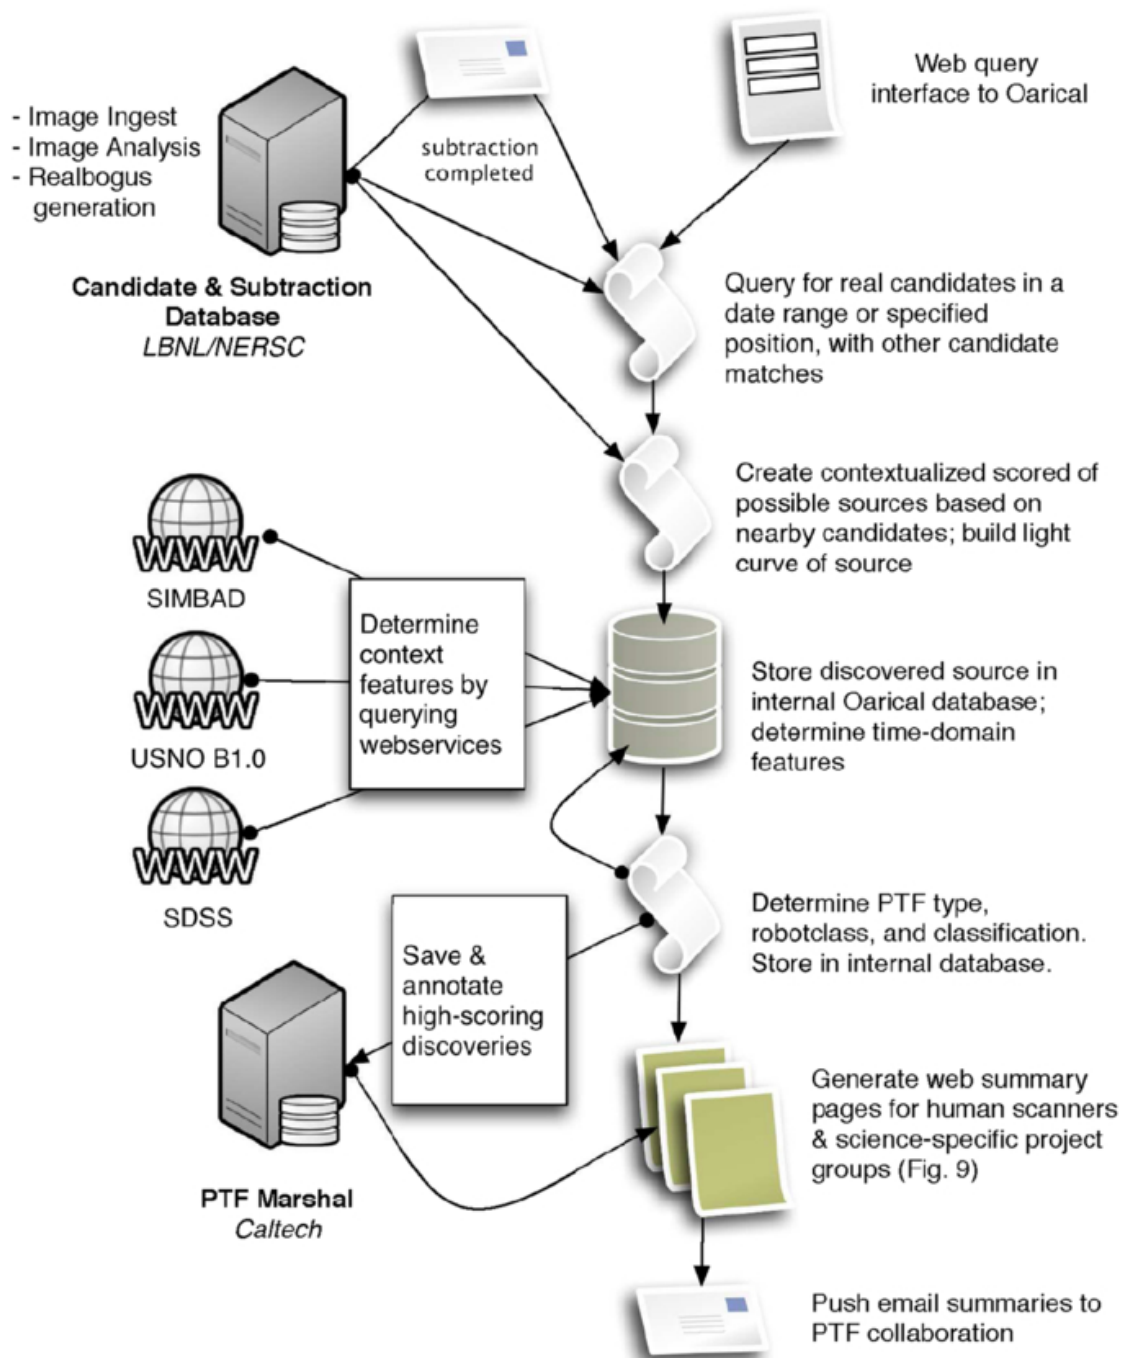 Web query
interface to Oarical
- Image Ingest
- Image Analysis
- Realbogus
generation
subtraction
completed
Candidate & Subtraction
Database
LBNL/NERSC
Query for real candidates in a
date range or specified
position, with other candidate
matches
Create contextualized scored of
possible sources based on
nearby candidates; build light
curve of source
WWW
SIMBAD
WWW
USNO B1.0
WWW
SDSS
Determine
context
features by
querying
webservices
Store discovered source in
internal Oarical database;
determine time-domain
features
Determine PTF type,
robotclass, and classification.
Store in internal database.
Save &
annotate
high-scoring
discoveries
PTF Marshal
Caltech
Generate web summary
pages for human scanners
& science-specific project
groups (Fig. 9)
Push email summaries to
PTF collaboration